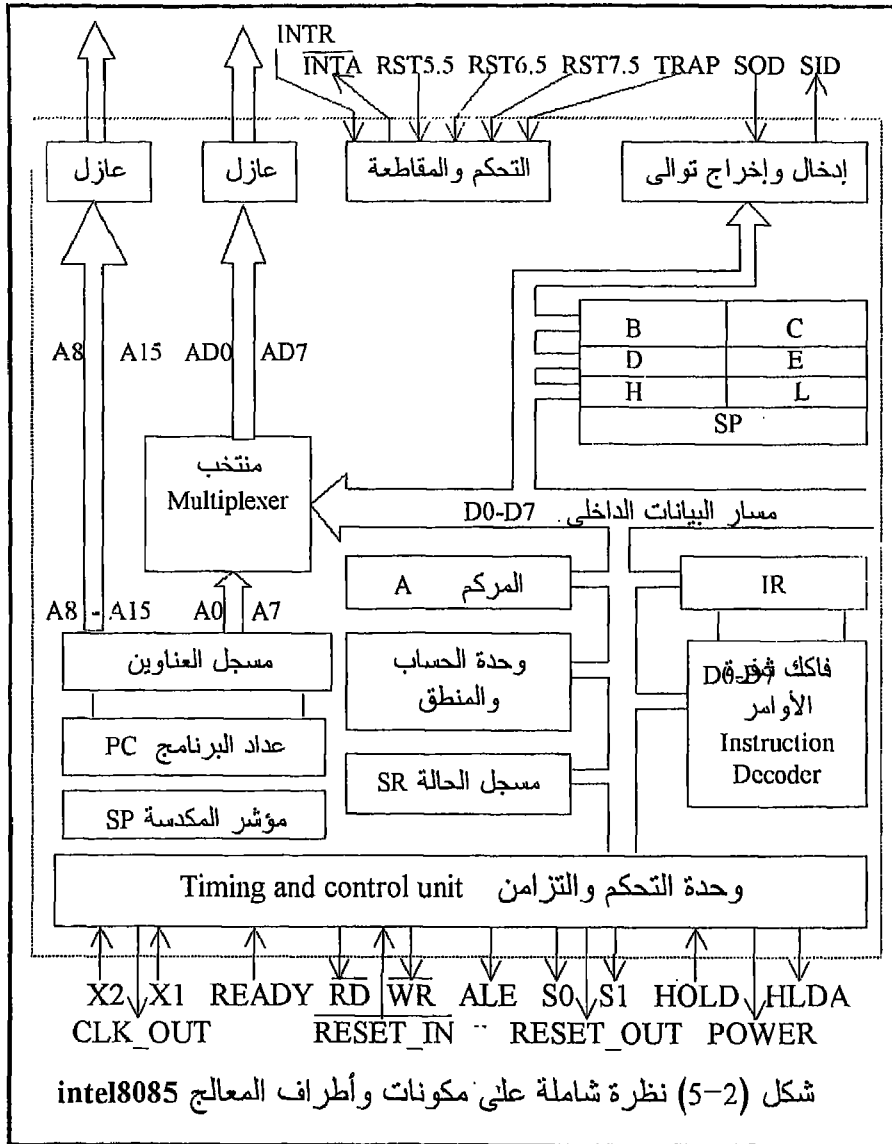 INTR
INTA RST5.5 RST6.5 RST7.5 TRAP SOD SID
عازل
عازل
التحكم والمقاطعة
إدخال وإخراج توالى
B C
D E
H L
SP
A8 A15 AD0 AD7
منتخب
Multiplexer
مسار البيانات الداخلى D0-D7
المركم A
IR
A8 - A15 A0 A7
مسجل العناوين
وحدة الحساب
والمنطق
فاكك شفرة
D0-D7
الأوامر
Instruction
Decoder
عداد البرنامج PC
مسجل الحالة SR
مؤشر المكدسة SP
وحدة التحكم والتزامن Timing and control unit
X2 X1 READY RD WR ALE S0 S1 HOLD HLDA
CLK_OUT RESET_IN RESET_OUT POWER
شكل (2-5) نظرة شاملة على مكونات وأطراف المعالج intel8085